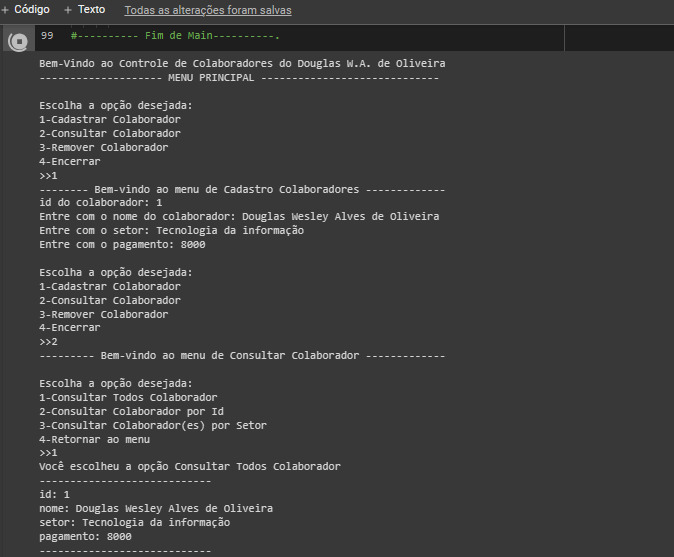 + Código + Texto Todas as alterações foram salvas
99 #---------- Fim de Main----------.
Bem-Vindo ao Controle de Colaboradores do Douglas W.A. de Oliveira
-------------------- MENU PRINCIPAL -----------------------------
Escolha a opção desejada:
1-Cadastrar Colaborador
2-Consultar Colaborador
3-Remover Colaborador
4-Encerrar
>>1
-------- Bem-vindo ao menu de Cadastro Colaboradores -------------
id do colaborador: 1
Entre com o nome do colaborador: Douglas Wesley Alves de Oliveira
Entre com o setor: Tecnologia da informação
Entre com o pagamento: 8000
Escolha a opção desejada:
1-Cadastrar Colaborador
2-Consultar Colaborador
3-Remover Colaborador
4-Encerrar
>>2
--------- Bem-vindo ao menu de Consultar Colaborador -------------
Escolha a opção desejada:
1-Consultar Todos Colaborador
2-Consultar Colaborador por Id
3-Consultar Colaborador(es) por Setor
4-Retornar ao menu
>>1
Você escolheu a opção Consultar Todos Colaborador
----------------------------
id: 1
nome: Douglas Wesley Alves de Oliveira
setor: Tecnologia da informação
pagamento: 8000
----------------------------